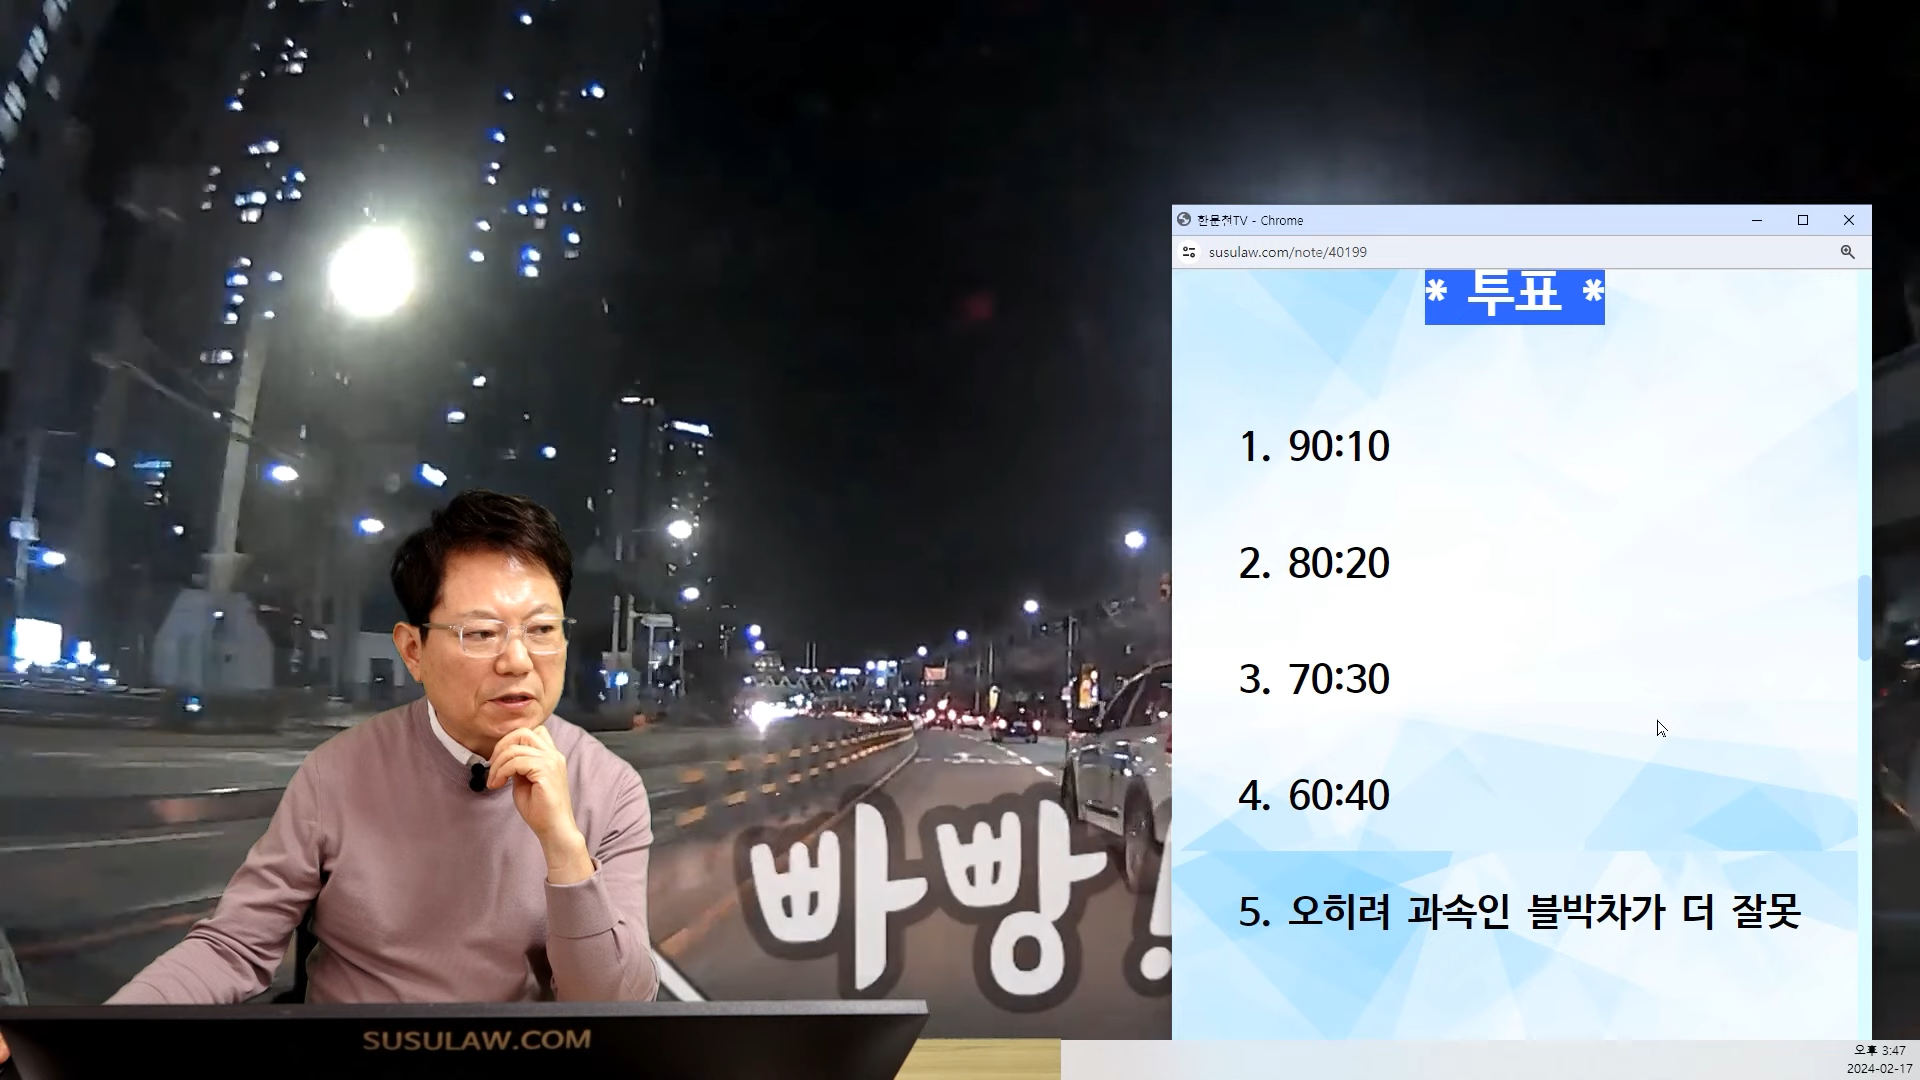 한문철TV - Chrome
susulaw.com/note/40199
* 투표 *
1. 90:10
2. 80:20
3. 70:30
4. 60:40
5. 오히려 과속인 블박차가 더 잘못
빠빵!
SUSULAW.COM
오후 3:47
2024-02-17